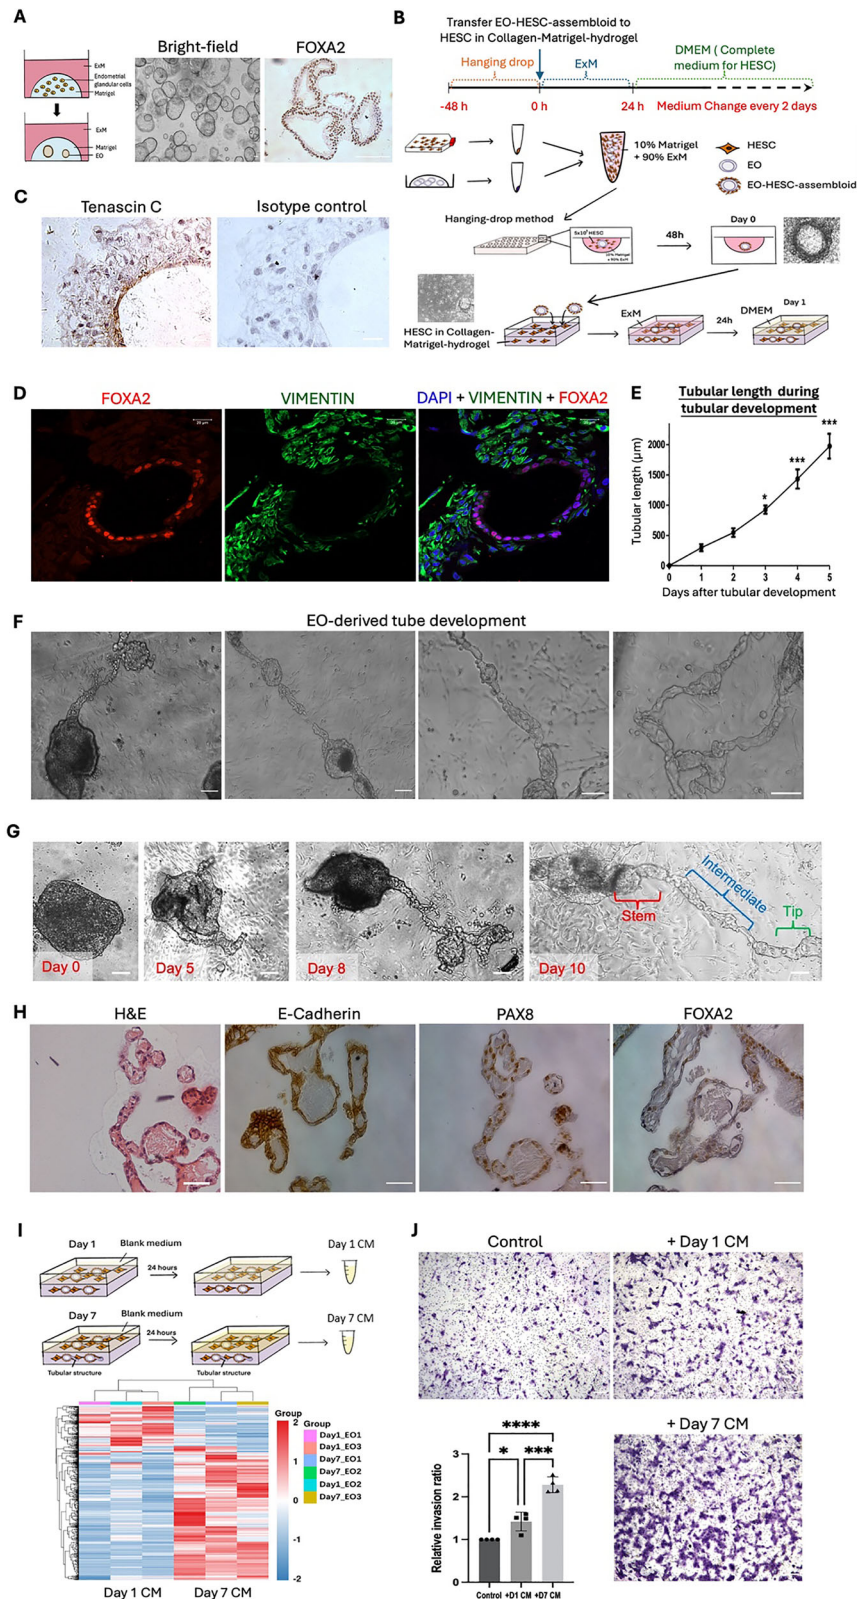 A
Bright-field
FOXA2
ExM
Endometrial
glandular cells
Matrigel
ExM
Matrigel
EO
B
Transfer EO-HESC-assembloid to
HESC in Collagen-Matrigel-hydrogel
DMEM ( Complete
medium for HESC)
Hanging drop
ExM
-48 h
0 h
24 h
Medium Change every 2 days
10% Matrigel
+ 90% ExM
HESC
EO
EO-HESC-assembloid
Hanging-drop method
48h
Day 0
HESC in Collagen-
Matrigel-hydrogel
ExM
24h
DMEM
Day 1
C
Tenascin C
Isotype control
D
FOXA2
VIMENTIN
DAPI + VIMENTIN + FOXA2
20 μm
20 μm
E
Tubular length during
tubular development
Tubular length (μm)
2000
1500
1000
500
0
*
***
***
0 1 2 3 4 5
Days after tubular development
F
EO-derived tube development
G
Day 0
Day 5
Day 8
Day 10
Stem
Intermediate
Tip
H
H&E
E-Cadherin
PAX8
FOXA2
I
Day 1
Blank medium
24 hours
Day 1 CM
Day 7
Blank medium
24 hours
Day 7 CM
Tubular structure
Tubular structure
Group
2
1
0
-1
-2
Group
Day1_EO1
Day1_EO3
Day7_EO1
Day7_EO2
Day1_EO2
Day7_EO3
Day 1 CM
Day 7 CM
J
Control
+ Day 1 CM
+ Day 7 CM
Relative invasion ratio
3
2
1
0
****
*
***
Control +D1 CM +D7 CM